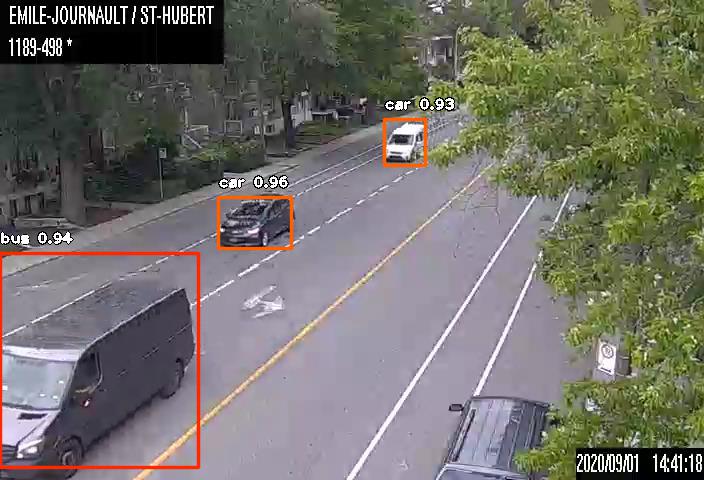 EMILE-JOURNAULT / ST-HUBERT
1189-498 *
car 0.93
car 0.96
bus 0.94
2020/09/01 14:41:18